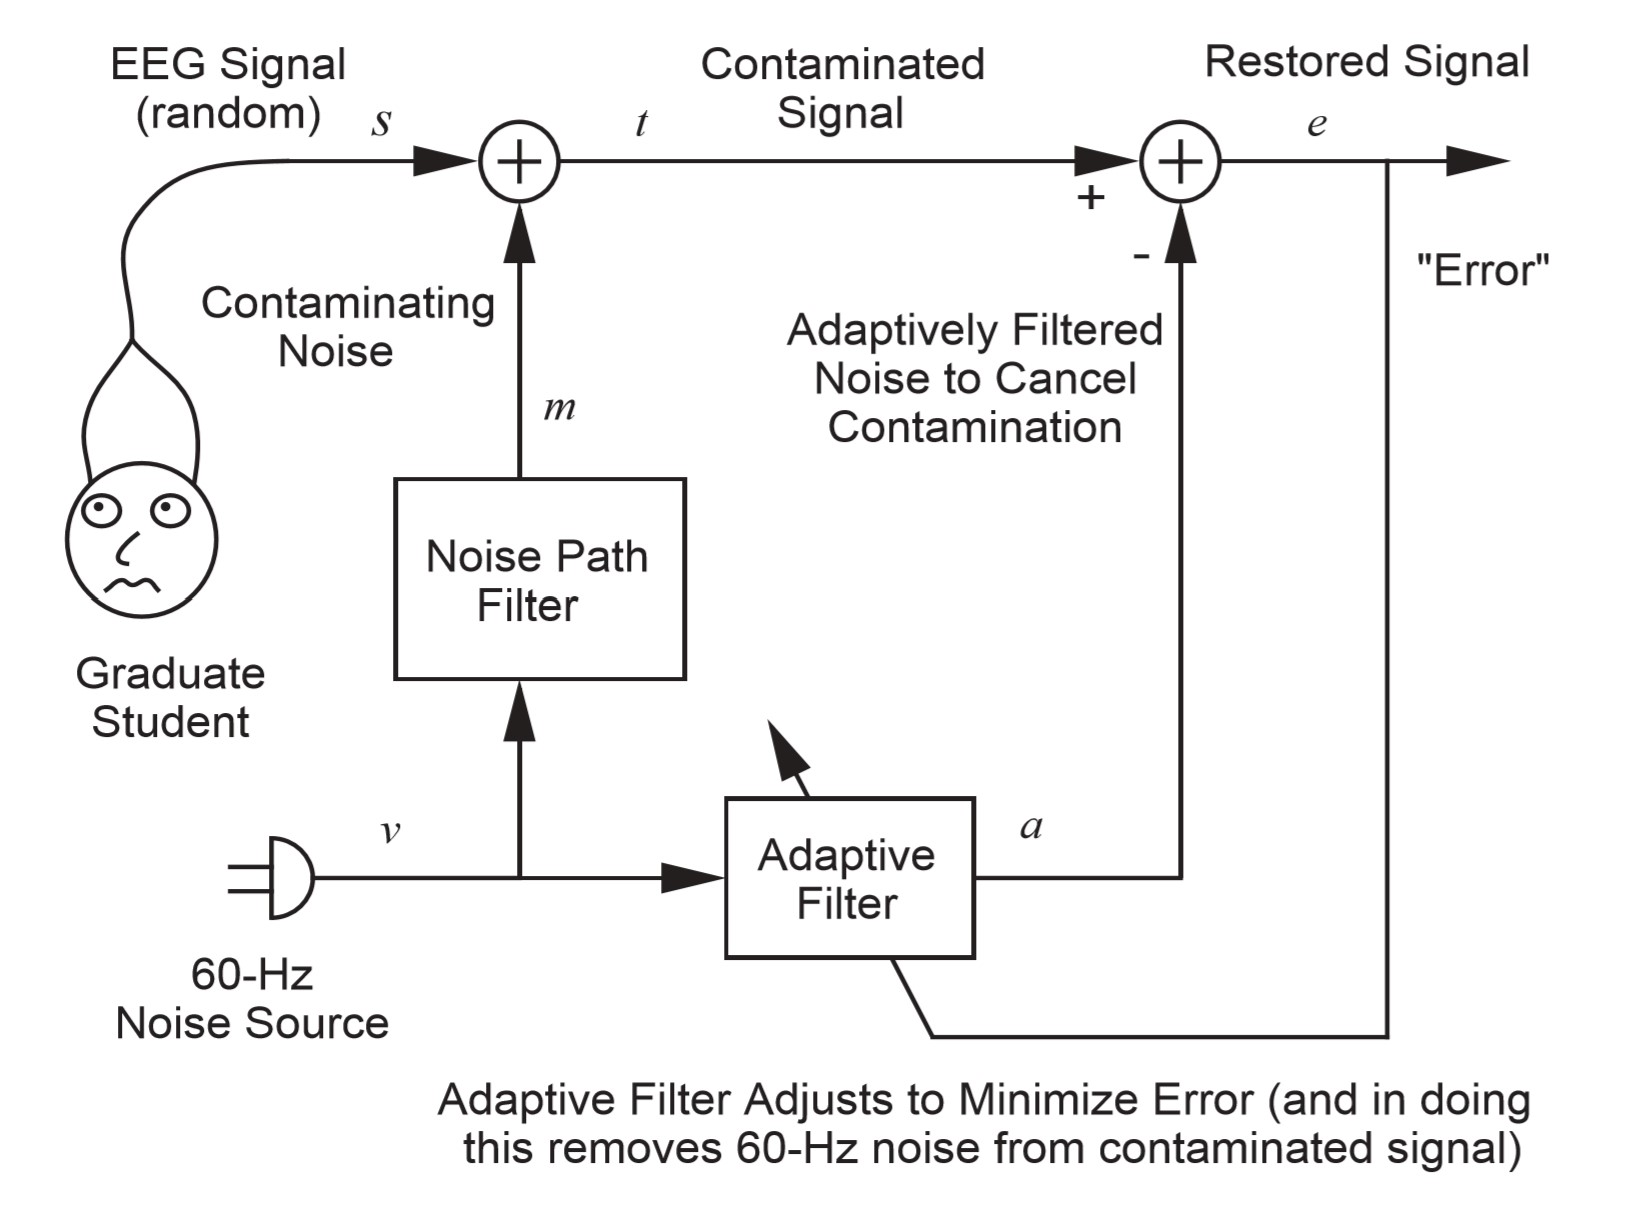 EEG Signal
(random)
s
t
Contaminated
Signal
Restored Signal
e
+
+
+
-
"Error"
Contaminating
Noise
m
Adaptively Filtered
Noise to Cancel
Contamination
Noise Path
Filter
Graduate
Student
v
Adaptive
Filter
a
60-Hz
Noise Source
Adaptive Filter Adjusts to Minimize Error (and in doing
this removes 60-Hz noise from contaminated signal)